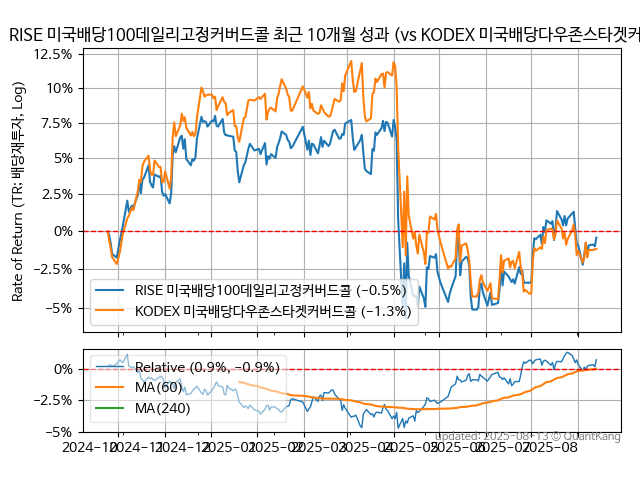 RISE 미국배당100데일리고정커버드콜 최근 10개월 성과 (vs KODEX 미국배당다우존스타겟커
Rate of Return (TR: 배당재투자, Log)
12.5%
10%
7.5%
5%
2.5%
0%
−2.5%
−5%
RISE 미국배당100데일리고정커버드콜 (−0.5%)
KODEX 미국배당다우존스타겟커버드콜 (−1.3%)
0%
−2.5%
−5%
Relative (0.9%, −0.9%)
MA(60)
MA(240)
updated: 2025-08-13 © QuantKang
2024-10 2024-11 2024-12 2025-01 2025-02 2025-03 2025-04 2025-05 2025-06 2025-07 2025-08